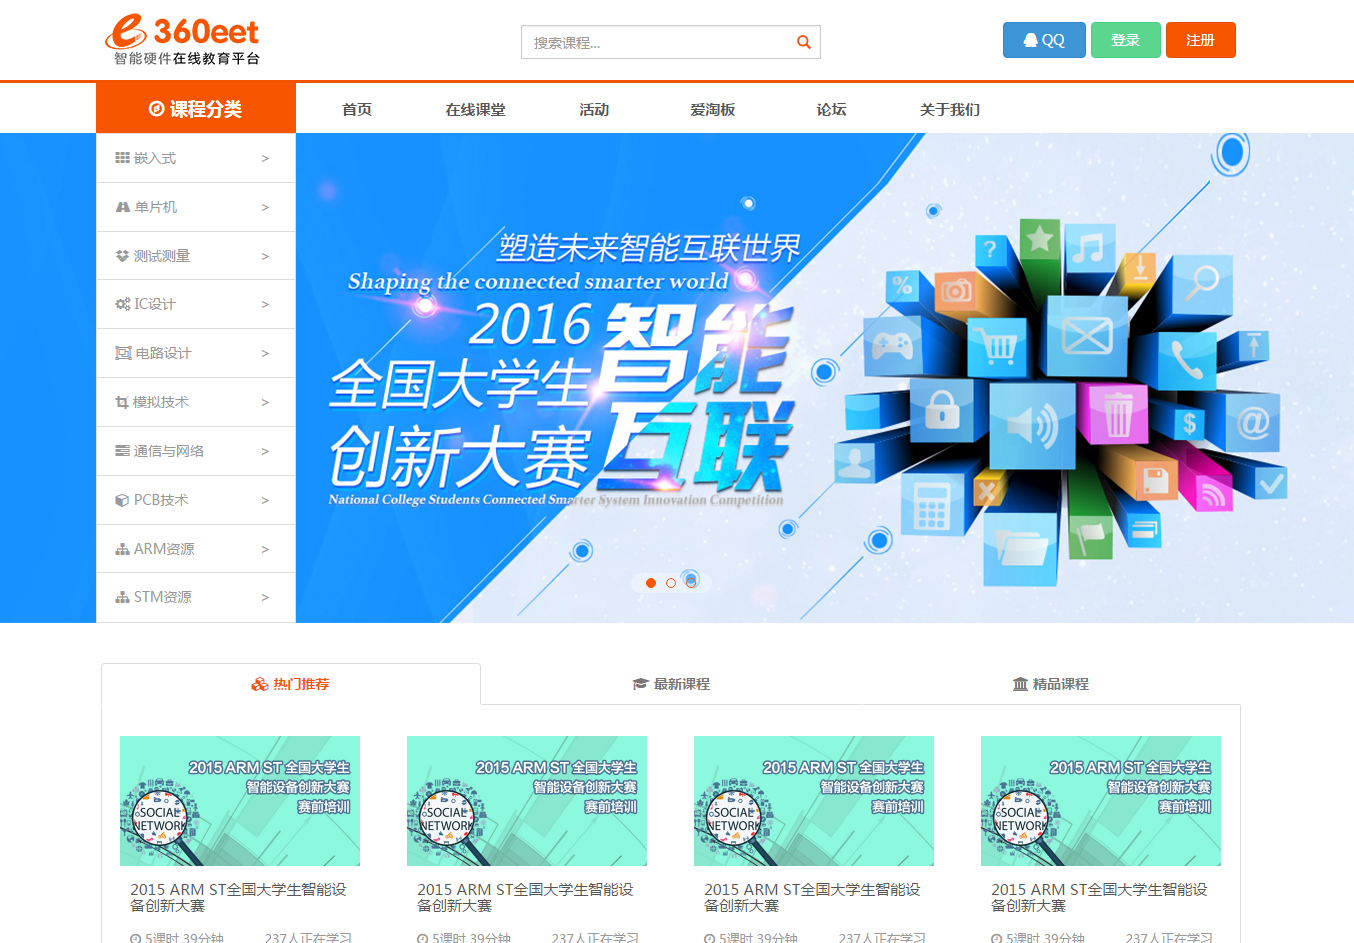 360eet
智能硬件在线教育平台
搜索课程...
QQ
登录
注册
课程分类
首页
在线课堂
活动
爱淘板
论坛
关于我们
嵌入式 >
单片机 >
测试测量 >
IC设计 >
电路设计 >
模拟技术 >
通信与网络 >
PCB技术 >
ARM资源 >
STM资源 >
塑造未来智能互联世界
Shaping the connected smarter world
2016
全国大学生
智能
创新大赛
互联
National College Students Connected Smarter System Innovation Competition
热门推荐
最新课程
精品课程
2015 ARM ST 全国大学生
智能设备创新大赛
赛前培训
SOCIAL
NETWORK
2015 ARM ST全国大学生智能设
备创新大赛
5课时 39分钟 237人正在学习
2015 ARM ST 全国大学生
智能设备创新大赛
赛前培训
SOCIAL
NETWORK
2015 ARM ST全国大学生智能设
备创新大赛
5课时 39分钟 237人正在学习
2015 ARM ST 全国大学生
智能设备创新大赛
赛前培训
SOCIAL
NETWORK
2015 ARM ST全国大学生智能设
备创新大赛
5课时 39分钟 237人正在学习
2015 ARM ST 全国大学生
智能设备创新大赛
赛前培训
SOCIAL
NETWORK
2015 ARM ST全国大学生智能设
备创新大赛
5课时 39分钟 237人正在学习